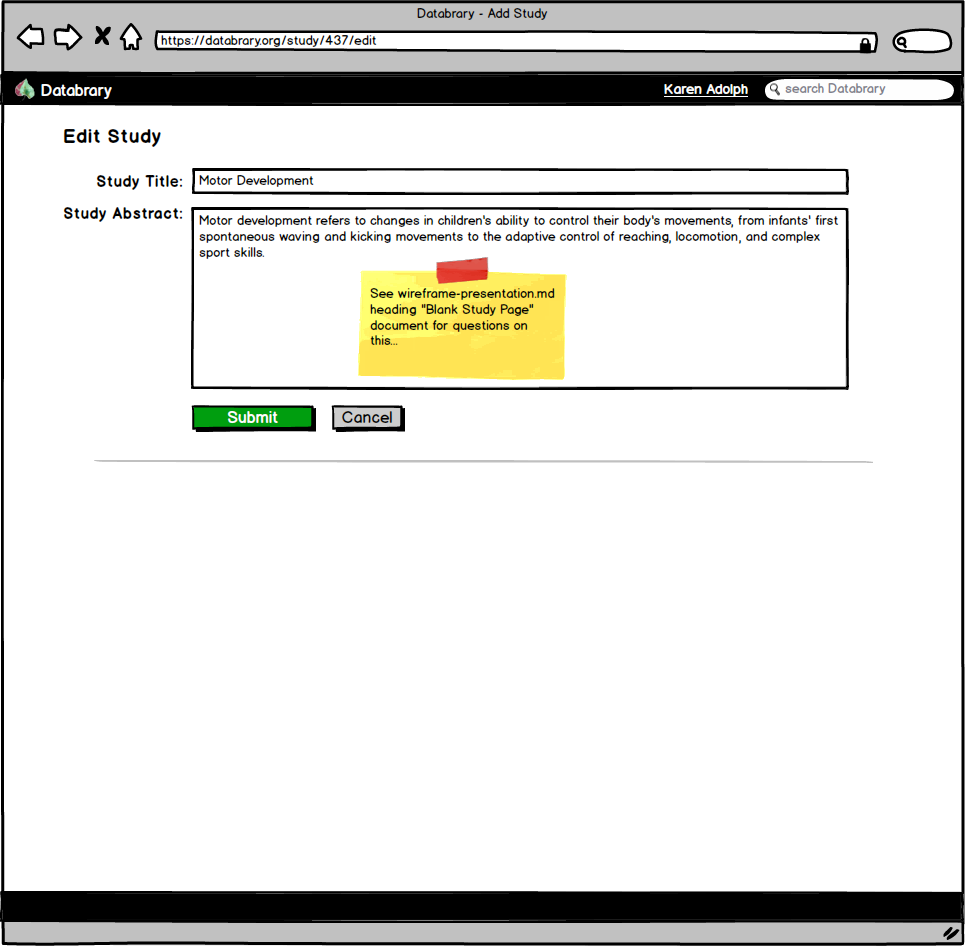 Databrary - Add Study
https://databrary.org/study/437/edit
Databrary
Karen Adolph
search Databrary
Edit Study
Study Title:
Motor Development
Study Abstract:
Motor development refers to changes in children's ability to control their body's movements, from infants' first
spontaneous waving and kicking movements to the adaptive control of reaching, locomotion, and complex
sport skills.
See wireframe-presentation.md
heading "Blank Study Page"
document for questions on
this...
Submit
Cancel